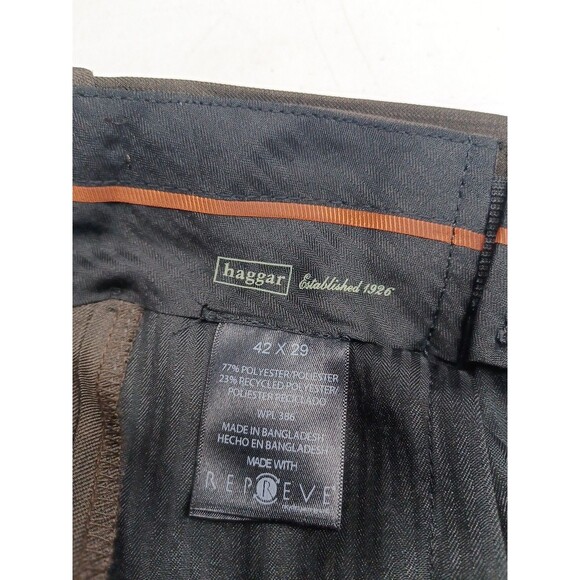 haggar
Established 1926
42 X 29
77% POLYESTER/POLIESTER
23% RECYCLED POLYESTER/
POLIESTER RECICLADO
WPL 386
MADE IN BANGLADESH
HECHO EN BANGLADESH
MADE WITH
REPREVE